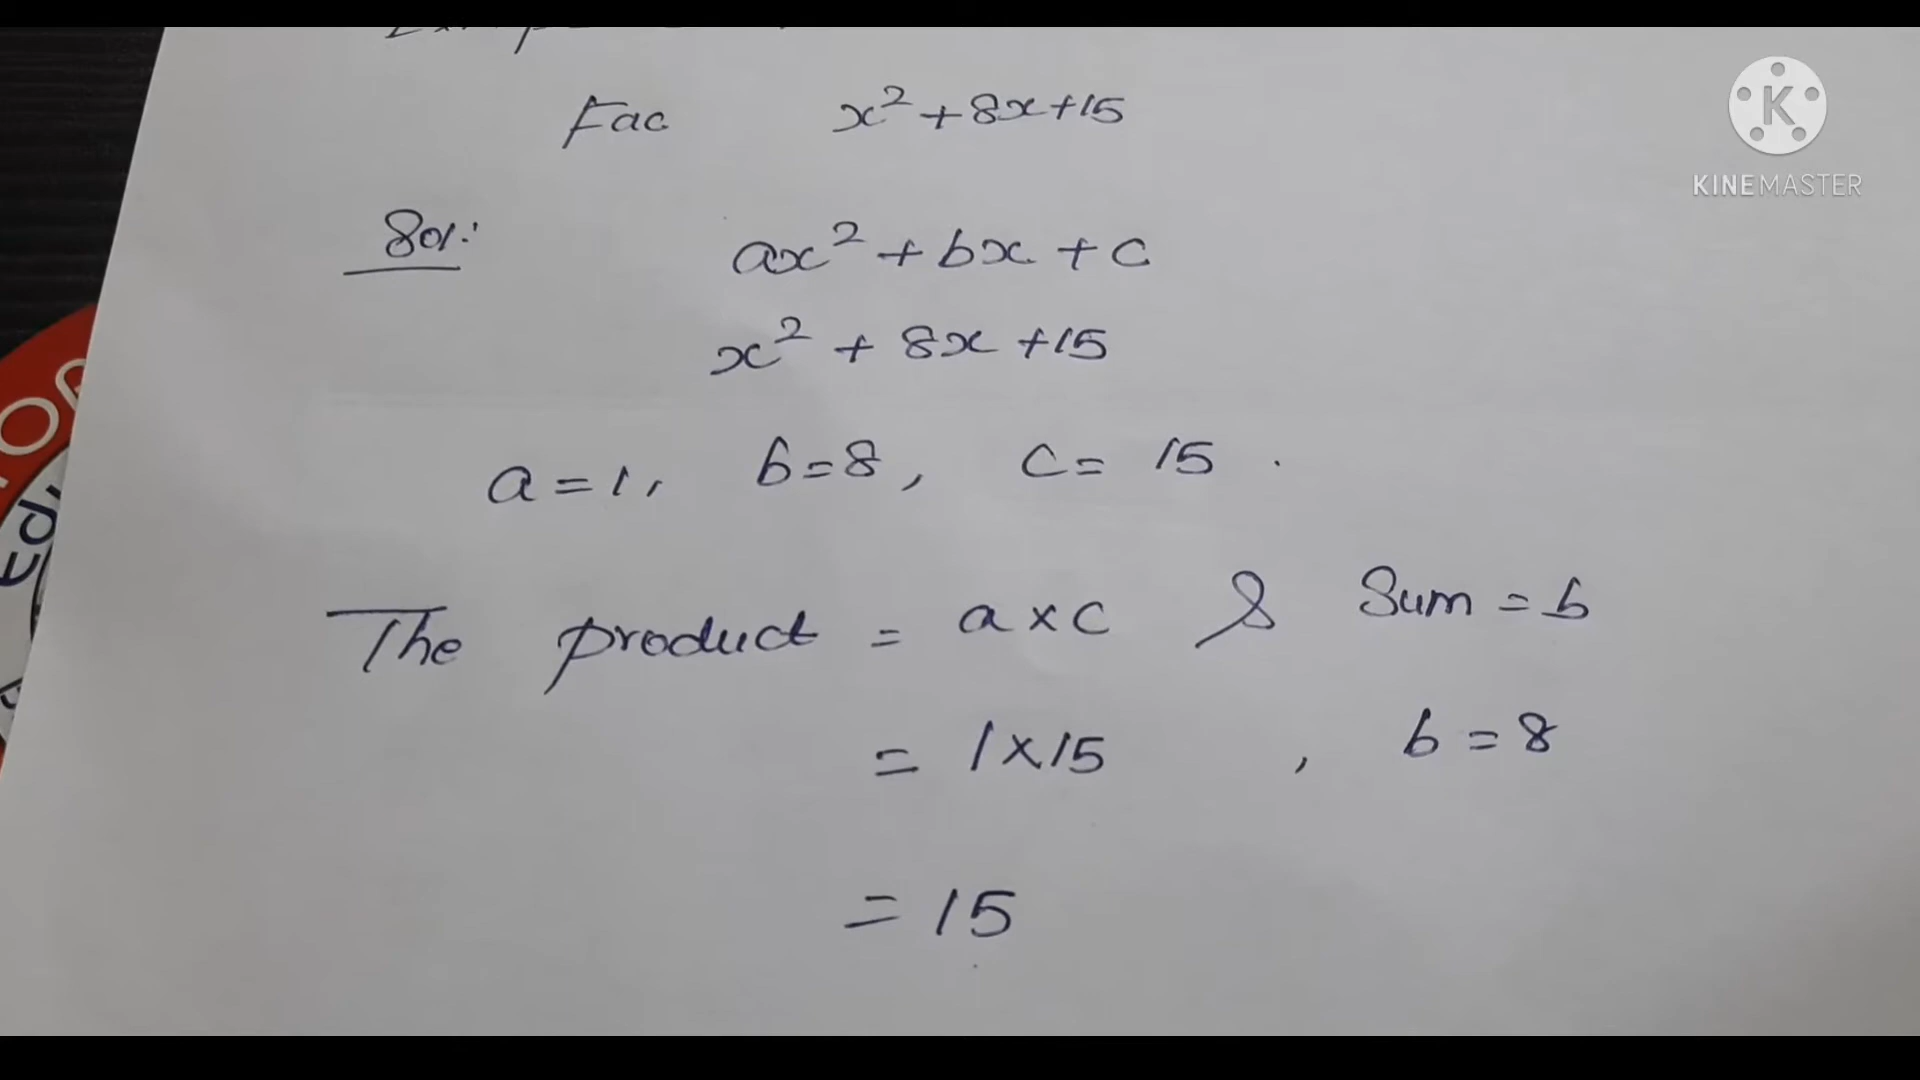 Fac x² + 8x + 15
KINEMASTER
Sol:
ax² + bx + c
x² + 8x + 15
a = 1, b = 8, c = 15.
The product = a × c & Sum = b
= 1 × 15 , b = 8
= 15